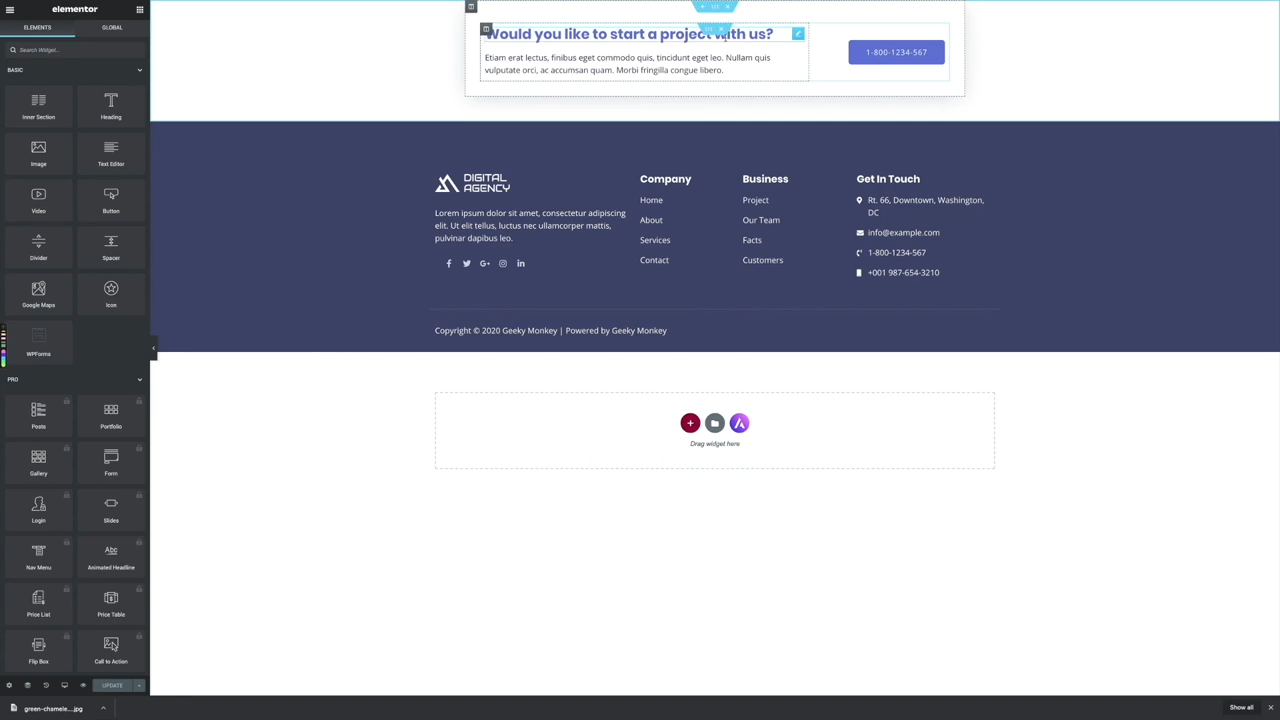 elementor
ELEMENTS
GLOBAL
Search Widget...
BASIC
Inner Section
Heading
Image
Text Editor
Video
Button
Divider
Spacer
Google Maps
Icon
WPForms
PRO
Posts
Portfolio
Gallery
Form
Login
Slides
Nav Menu
Abc
Animated Headline
Price List
Price Table
Flip Box
Call to Action
UPDATE
Would you like to start a project with us?
Etiam erat lectus, finibus eget commodo quis, tincidunt eget leo. Nullam quis
vulputate orci, ac accumsan quam. Morbi fringilla congue libero.
1-800-1234-567
DIGITAL
AGENCY
Lorem ipsum dolor sit amet, consectetur adipiscing
elit. Ut elit tellus, luctus nec ullamcorper mattis,
pulvinar dapibus leo.
Company
Home
About
Services
Contact
Business
Project
Our Team
Facts
Customers
Get In Touch
Rt. 66, Downtown, Washington,
DC
info@example.com
1-800-1234-567
+001 987-654-3210
Copyright © 2020 Geeky Monkey | Powered by Geeky Monkey
Drag widget here
green-chamele....jpg
Show all